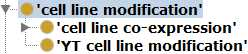 'cell line modification'
'cell line co-expression'
'YT cell line modification